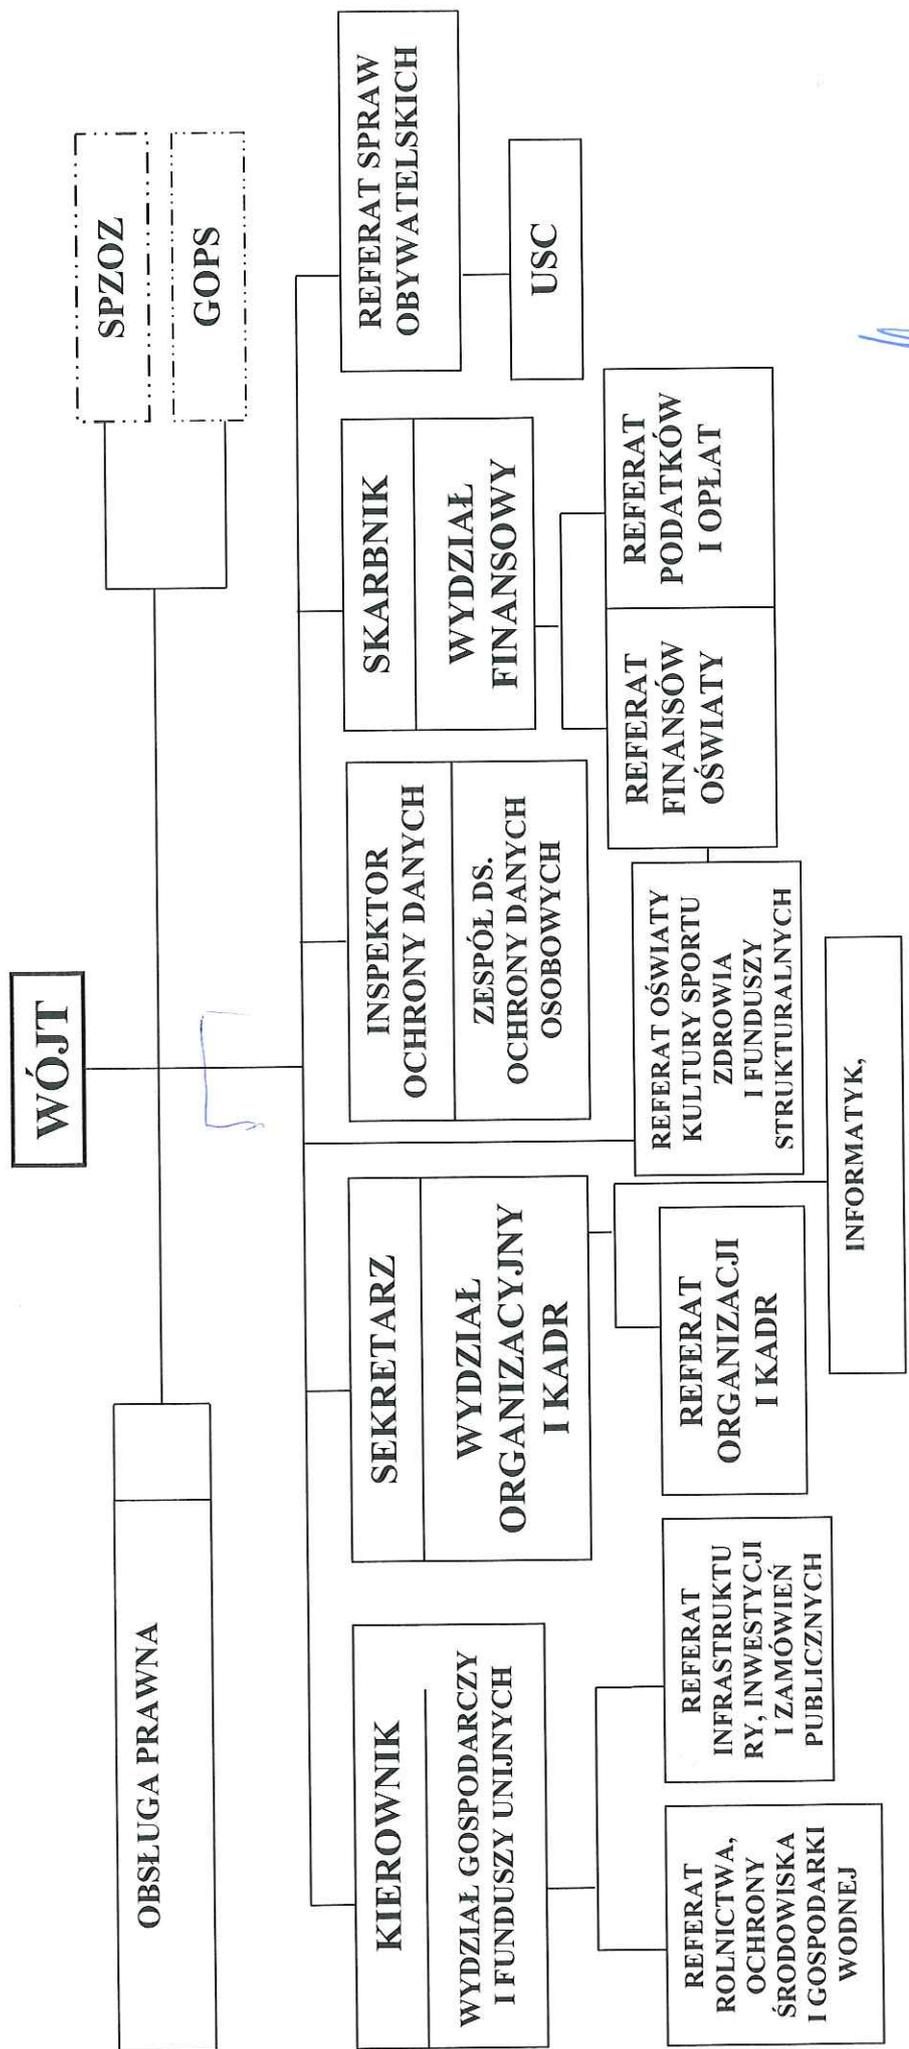 WÓJT
SPZOZ
GOPS
OBSŁUGA PRAWNA
KIEROWNIK
WYDZIAŁ GOSPODARCZY
I FUNDUSZY UNIJNYCH
SEKRETARZ
WYDZIAŁ
ORGANIZACYJNY
I KADR
INSPEKTOR
OCHRONY DANYCH
ZESPÓŁ DS.
OCHRONY DANYCH
OSOBOWYCH
SKARBNIK
WYDZIAŁ
FINANSOWY
REFERAT SPRAW
OBYWATELSKICH
USC
REFERAT
ROLNICTWA,
OCHRONY
ŚRODOWISKA
I GOSPODARKI
WODNEJ
REFERAT
INFRASTRUKTU
RY, INWESTYCJI
I ZAMÓWIEŃ
PUBLICZNYCH
REFERAT
ORGANIZACJI
I KADR
REFERAT OŚWIATY
KULTURY SPORTU
ZDROWIA
I FUNDUSZY
STRUKTURALNYCH
REFERAT
FINANSÓW
OŚWIATY
REFERAT
PODATKÓW
I OPŁAT
INFORMATYK,